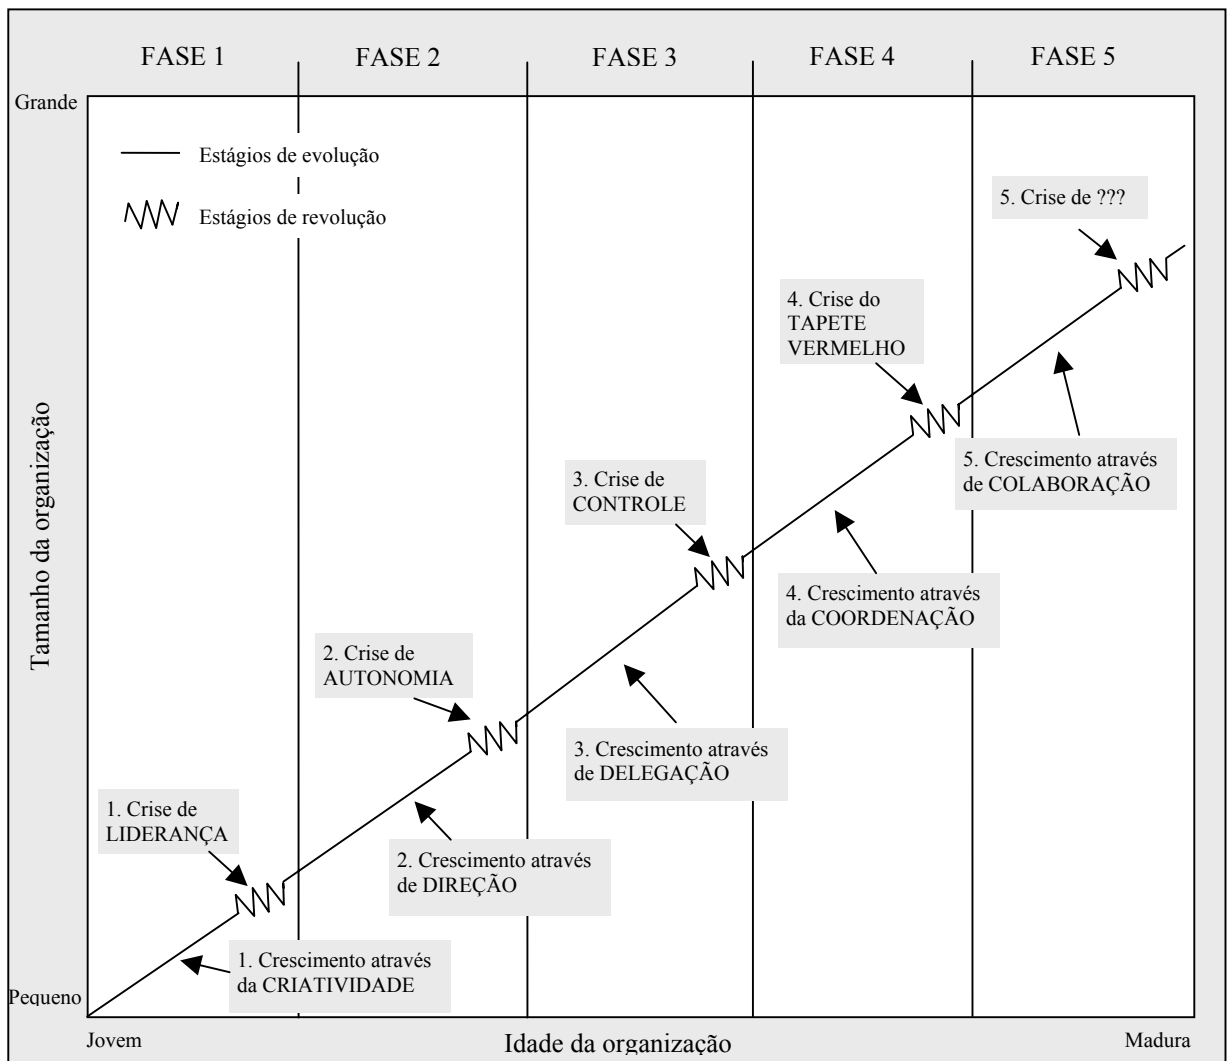 FASE 1 FASE 2 FASE 3 FASE 4 FASE 5
Grande
Estágios de evolução
Estágios de revolução
5. Crise de ???
4. Crise do
TAPETE
VERMELHO
5. Crescimento através
de COLABORAÇÃO
3. Crise de
CONTROLE
4. Crescimento através
da COORDENAÇÃO
2. Crise de
AUTONOMIA
3. Crescimento através
de DELEGAÇÃO
1. Crise de
LIDERANÇA
2. Crescimento através
de DIREÇÃO
1. Crescimento através
da CRIATIVIDADE
Tamanho da organização
Pequeno
Jovem
Idade da organização
Madura